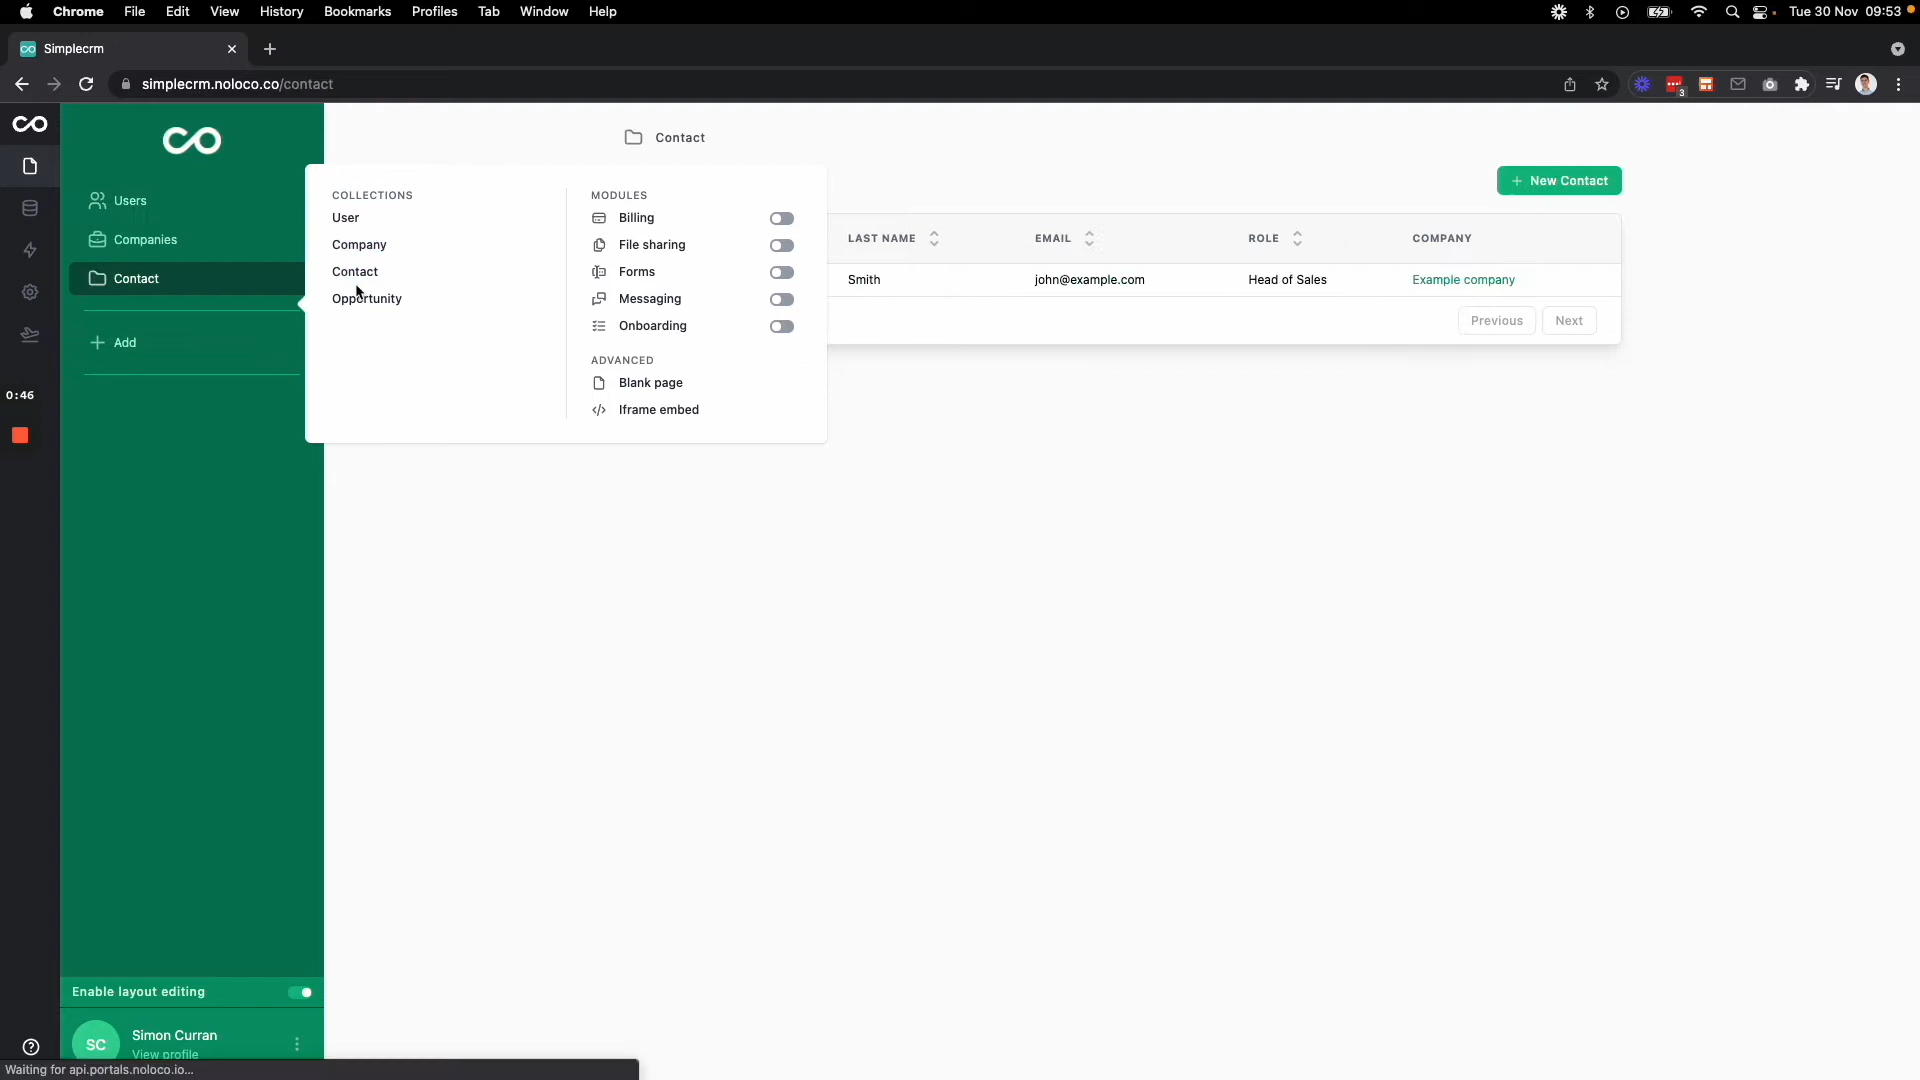 Chrome File Edit View History Bookmarks Profiles Tab Window Help Tue 30 Nov 09:53
Simplecrm
simplecrm.noloco.co/contact
3
Users
Companies
Contact
Add
0:46
Enable layout editing
SC
Simon Curran
View profile
Waiting for api.portals.noloco.io...
COLLECTIONS
User
Company
Contact
Opportunity
MODULES
Billing
File sharing
Forms
Messaging
Onboarding
ADVANCED
Blank page
Iframe embed
Contact
New Contact
LAST NAME EMAIL ROLE COMPANY
Smith john@example.com Head of Sales Example company
Previous Next